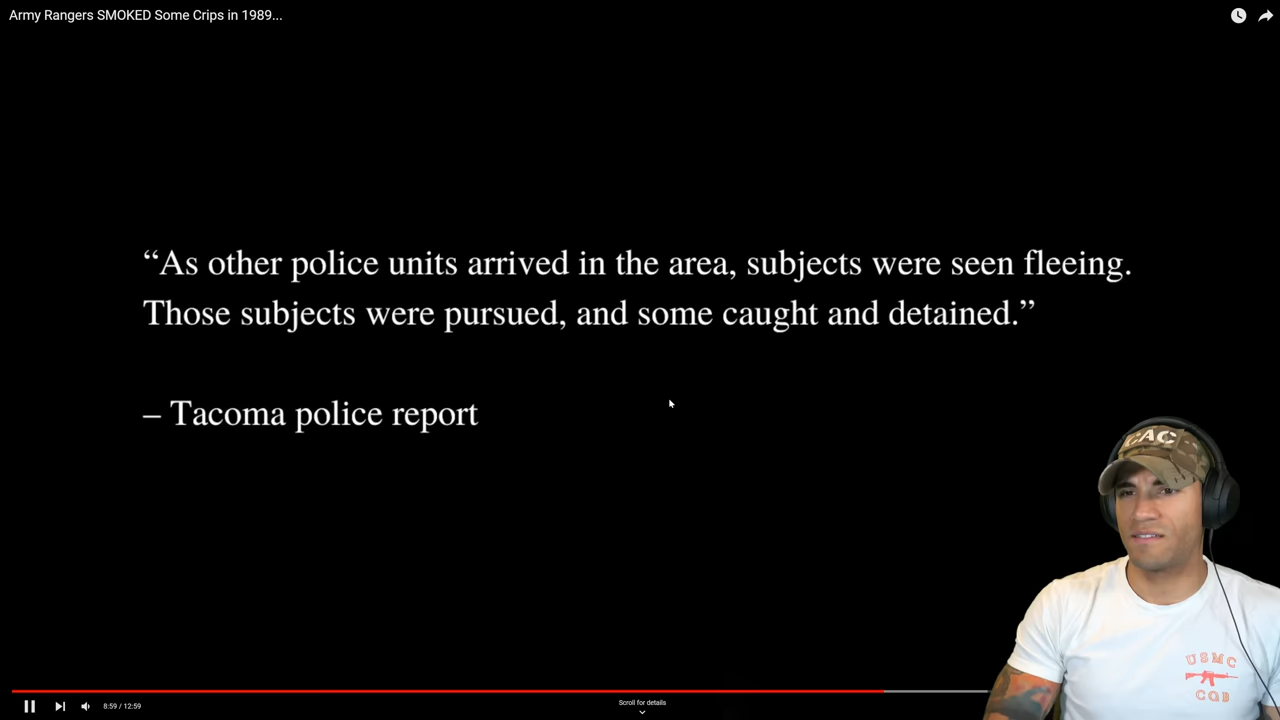 Army Rangers SMOKED Some Crips in 1989...
“As other police units arrived in the area, subjects were seen fleeing.
Those subjects were pursued, and some caught and detained.”
– Tacoma police report
CAC
USMC
CQB
8:59 / 12:59
Scroll for details